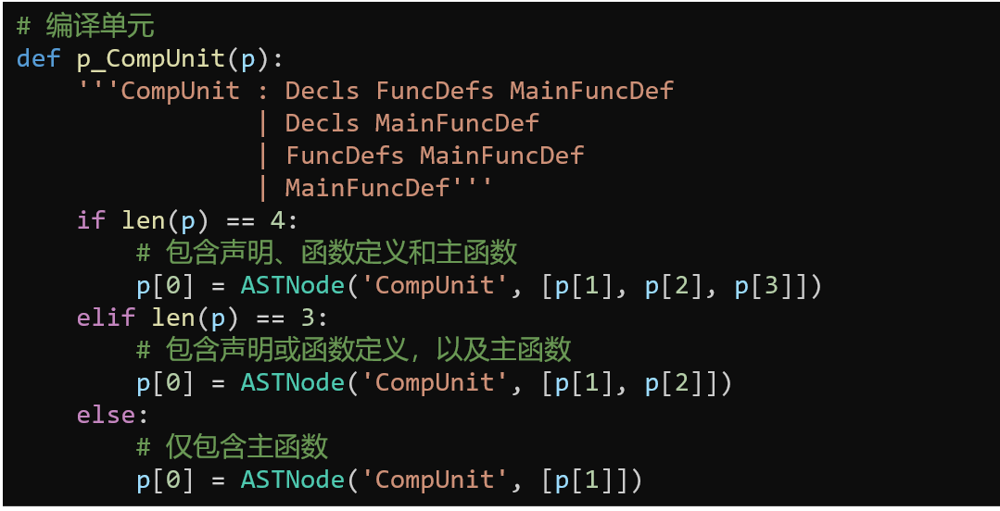 # 编译单元
def p_CompUnit(p):
    '''CompUnit : Decls FuncDefs MainFuncDef
                | Decls MainFuncDef
                | FuncDefs MainFuncDef
                | MainFuncDef'''
    if len(p) == 4:
        # 包含声明、函数定义和主函数
        p[0] = ASTNode('CompUnit', [p[1], p[2], p[3]])
    elif len(p) == 3:
        # 包含声明或函数定义，以及主函数
        p[0] = ASTNode('CompUnit', [p[1], p[2]])
    else:
        # 仅包含主函数
        p[0] = ASTNode('CompUnit', [p[1]])